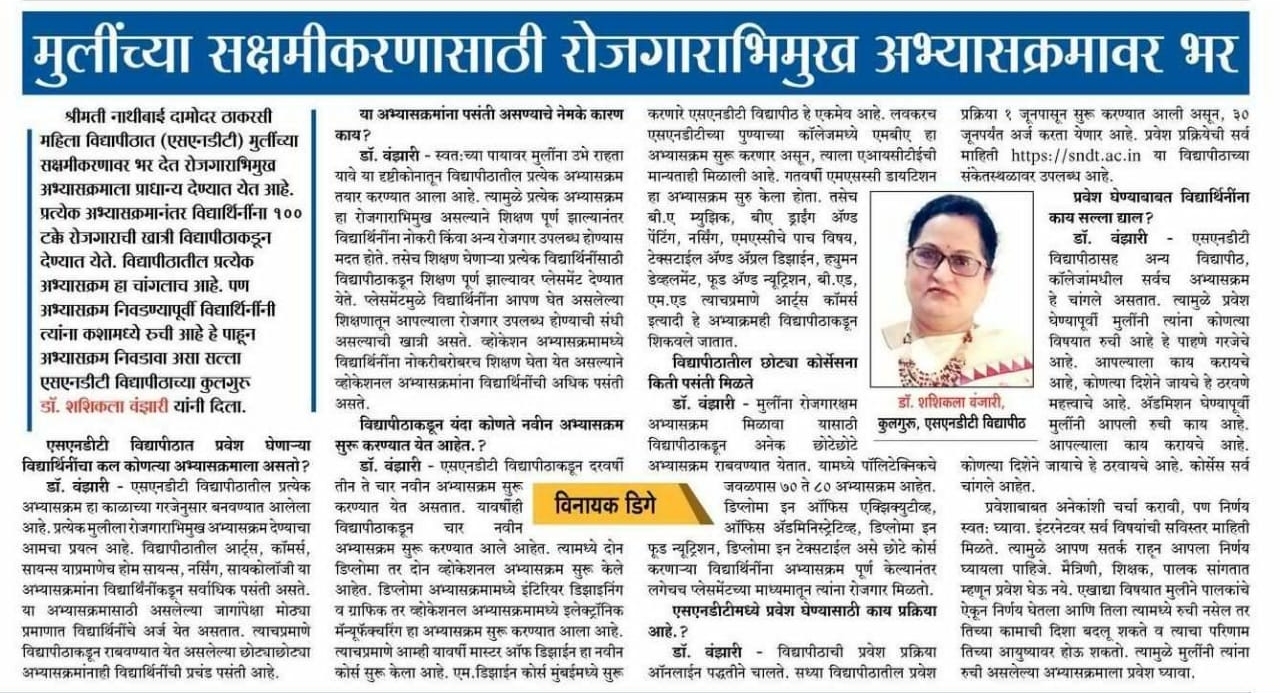 मुलींच्या सक्षमीकरणासाठी रोजगाराभिमुख अभ्यासक्रमावर भर
श्रीमती नाथीबाई दामोदर ठाकरसी
महिला विद्यापीठात (एसएनडीटी) मुलींच्या
सक्षमीकरणावर भर देत रोजगाराभिमुख
अभ्यासक्रमाला प्राधान्य देण्यात येत आहे.
प्रत्येक अभ्यासक्रमानंतर विद्यार्थिनींना १००
टक्के रोजगाराची खात्री विद्यापीठाकडून
देण्यात येते. विद्यापीठातील प्रत्येक
अभ्यासक्रम हा चांगलाच आहे. पण
अभ्यासक्रम निवडण्यापूर्वी विद्यार्थिनींनी
त्यांना कशामध्ये रुची आहे हे पाहून
अभ्यासक्रम निवडावा असा सल्ला
एसएनडीटी विद्यापीठाच्या कुलगुरू
डॉ. शशिकला वंझारी यांनी दिला.
एसएनडीटी विद्यापीठात प्रवेश घेणाऱ्या
विद्यार्थिनींचा कल कोणत्या अभ्यासक्रमाला असतो?
डॉ. वंझारी - एसएनडीटी विद्यापीठातील प्रत्येक
अभ्यासक्रम हा काळाच्या गरजेनुसार बनवण्यात आलेला
आहे. प्रत्येक मुलीला रोजगाराभिमुख अभ्यासक्रम देण्याचा
आमचा प्रयत्न आहे. विद्यापीठातील आर्ट्स, कॉमर्स,
सायन्स याप्रमाणेच होम सायन्स, नर्सिंग, सायकोलॉजी या
अभ्यासक्रमांना विद्यार्थिनींकडून सर्वाधिक पसंती असते.
या अभ्यासक्रमासाठी असलेल्या जागांपेक्षा मोठ्या
प्रमाणात विद्यार्थिनींचे अर्ज येत असतात. त्याचप्रमाणे
विद्यापीठाकडून राबवण्यात येत असलेल्या छोट्याछोट्या
अभ्यासक्रमांनाही विद्यार्थिनींची प्रचंड पसंती आहे.
या अभ्यासक्रमांना पसंती असण्याचे नेमके कारण
काय?
डॉ. वंझारी - स्वत:च्या पायावर मुलींना उभे राहता
यावे या दृष्टीकोनातून विद्यापीठातील प्रत्येक अभ्यासक्रम
तयार करण्यात आला आहे. त्यामुळे प्रत्येक अभ्यासक्रम
हा रोजगाराभिमुख असल्याने शिक्षण पूर्ण झाल्यानंतर
विद्यार्थिनींना नोकरी किंवा अन्य रोजगार उपलब्ध होण्यास
मदत होते. तसेच शिक्षण घेणाऱ्या प्रत्येक विद्यार्थिनींसाठी
विद्यापीठाकडून शिक्षण पूर्ण झाल्यावर प्लेसमेंट देण्यात
येते. प्लेसमेंटमुळे विद्यार्थिनींना आपण घेत असलेल्या
शिक्षणातून आपल्याला रोजगार उपलब्ध होण्याची संधी
असल्याची खात्री असते. व्होकेशन अभ्यासक्रमामध्ये
विद्यार्थिनींना नोकरीबरोबरच शिक्षण घेता येत असल्याने
व्होकेशनल अभ्यासक्रमांना विद्यार्थिनींची अधिक पसंती
असते.
विद्यापीठाकडून यंदा कोणते नवीन अभ्यासक्रम
सुरू करण्यात येत आहेत.?
डॉ. वंझारी - एसएनडीटी विद्यापीठाकडून दरवर्षी
तीन ते चार नवीन अभ्यासक्रम सुरू
करण्यात येत असतात. यावर्षीही
विद्यापीठाकडून चार नवीन
अभ्यासक्रम सुरू करण्यात आले आहेत. त्यामध्ये दोन
डिप्लोमा तर दोन व्होकेशनल अभ्यासक्रम सुरू केले
आहेत. डिप्लोमा अभ्यासक्रमामध्ये इंटिरियर डिझाइनिंग
व ग्राफिक तर व्होकेशनल अभ्यासक्रमामध्ये इलेक्ट्रॉनिक
मॅन्यूफॅक्चरिंग हा अभ्यासक्रम सुरू करण्यात आला आहे.
त्याचप्रमाणे आम्ही यावर्षी मास्टर ऑफ डिझाईन हा नवीन
कोर्स सुरू केला आहे. एम.डिझाईन कोर्स मुंबईमध्ये सुरू
विनायक डिगे
करणारे एसएनडीटी विद्यापीठ हे एकमेव आहे. लवकरच
एसएनडीटीच्या पुण्याच्या कॉलेजमध्ये एमबीए हा
अभ्यासक्रम सुरू करणार असून, त्याला एआयसीटीईची
मान्यताही मिळाली आहे. गतवर्षी एमएसस्सी डायटिशन
हा अभ्यासक्रम सुरु केला होता. तसेच
बी.ए म्युझिक, बीए ड्राईंग अ‍ॅण्ड
पेंटिंग, नर्सिंग, एमएस्सीचे पाच विषय,
टेक्सटाईल अ‍ॅण्ड अ‍ॅप्रल डिझाईन, ह्युमन
डेव्हलमेंट, फूड अ‍ॅण्ड न्यूट्रिशन, बी.एड,
एम.एड त्याचप्रमाणे आर्ट्स कॉमर्स
इत्यादी हे अभ्याक्रमही विद्यापीठाकडून
शिकवले जातात.
विद्यापीठातील छोट्या कोर्सेसना
किती पसंती मिळते
डॉ. वंझारी - मुलींना रोजगारक्षम
अभ्यासक्रम मिळावा यासाठी
विद्यापीठाकडून अनेक छोटेछोटे
अभ्यासक्रम राबवण्यात येतात. यामध्ये पॉलिटेक्निकचे
जवळपास ७० ते ८० अभ्यासक्रम आहेत.
डिप्लोमा इन ऑफिस एक्झिक्युटीव्ह,
ऑफिस अ‍ॅडमिनिस्ट्रेटिव्ह, डिप्लोमा इन
फूड न्यूट्रिशन, डिप्लोमा इन टेक्सटाईल असे छोटे कोर्स
करणाऱ्या विद्यार्थिनींना अभ्यासक्रम पूर्ण केल्यानंतर
लगेचच प्लेसमेंटच्या माध्यमातून त्यांना रोजगार मिळतो.
एसएनडीटीमध्ये प्रवेश घेण्यासाठी काय प्रक्रिया
आहे.?
डॉ. वंझारी - विद्यापीठाची प्रवेश प्रक्रिया
ऑनलाईन पद्धतीने चालते. सध्या विद्यापीठातील प्रवेश
डॉ. शशिकला वंजारी,
कुलगुरू, एसएनडीटी विद्यापीठ
प्रक्रिया १ जूनपासून सुरू करण्यात आली असून, ३०
जूनपर्यंत अर्ज करता येणार आहे. प्रवेश प्रक्रियेची सर्व
माहिती https://sndt.ac.in या विद्यापीठाच्या
संकेतस्थळावर उपलब्ध आहे.
प्रवेश घेण्याबाबत विद्यार्थिनींना
काय सल्ला द्याल?
डॉ. वंझारी - एसएनडीटी
विद्यापीठासह अन्य विद्यापीठ,
कॉलेजांमधील सर्वच अभ्यासक्रम
हे चांगले असतात. त्यामुळे प्रवेश
घेण्यापूर्वी मुलींनी त्यांना कोणत्या
विषयात रुची आहे हे पाहणे गरजेचे
आहे. आपल्याला काय करायचे
आहे, कोणत्या दिशेने जायचे हे ठरवणे
महत्त्वाचे आहे. अ‍ॅडमिशन घेण्यापूर्वी
मुलींनी आपली रुची काय आहे.
आपल्याला काय करायचे आहे.
कोणत्या दिशेने जायाचे हे ठरवायचे आहे. कोर्सेस सर्व
चांगले आहेत.
प्रवेशाबाबत अनेकांशी चर्चा करावी, पण निर्णय
स्वत: घ्यावा. इंटरनेटवर सर्व विषयांची सविस्तर माहिती
मिळते. त्यामुळे आपण सतर्क राहून आपला निर्णय
घ्यायला पाहिजे. मैत्रिणी, शिक्षक, पालक सांगतात
म्हणून प्रवेश घेऊ नये. एखाद्या विषयात मुलीने पालकांचे
ऐकून निर्णय घेतला आणि तिला त्यामध्ये रुची नसेल तर
तिच्या कामाची दिशा बदलू शकते व त्याचा परिणाम
तिच्या आयुष्यावर होऊ शकतो. त्यामुळे मुलींनी त्यांना
रुची असलेल्या अभ्यासक्रमाला प्रवेश घ्यावा.